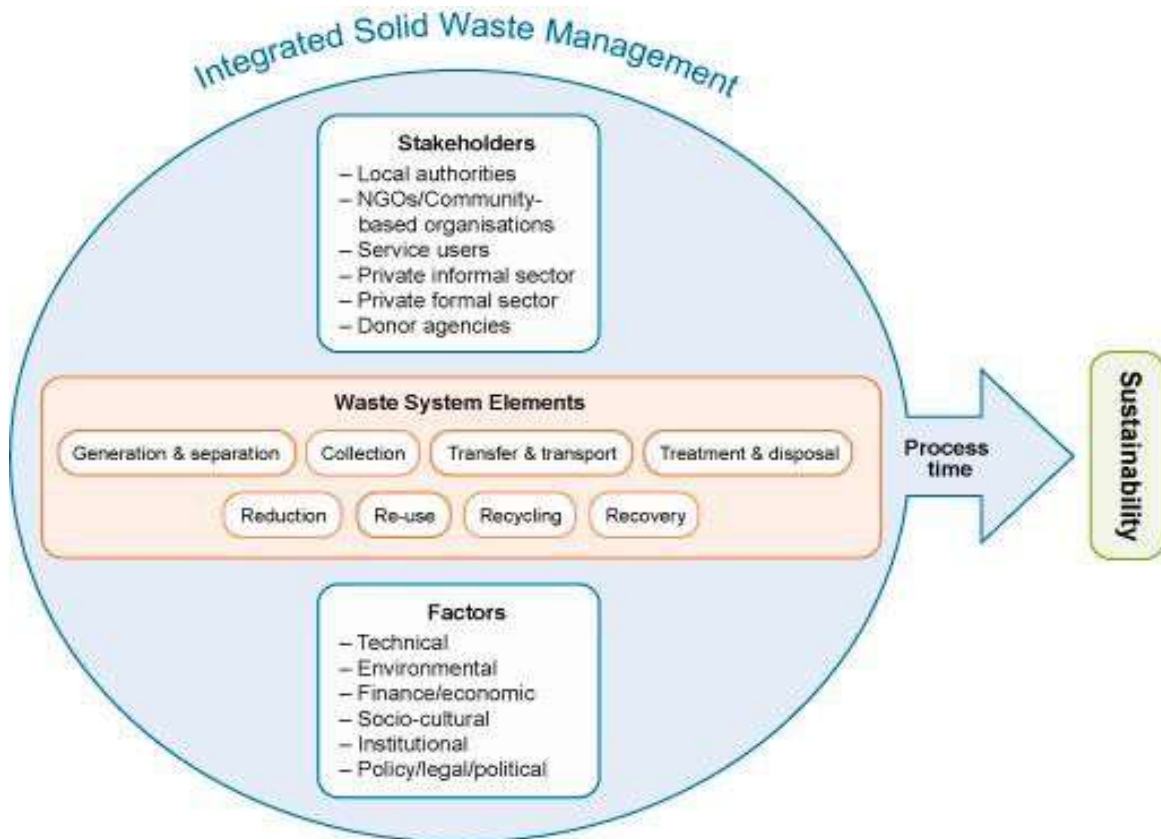 Integrated Solid Waste Management
Stakeholders
– Local authorities
– NGOs/Community-
based organisations
– Service users
– Private informal sector
– Private formal sector
– Donor agencies
Waste System Elements
Generation & separation
Collection
Transfer & transport
Treatment & disposal
Reduction
Re-use
Recycling
Recovery
Factors
– Technical
– Environmental
– Finance/economic
– Socio-cultural
– Institutional
– Policy/legal/political
Process
time
Sustainability